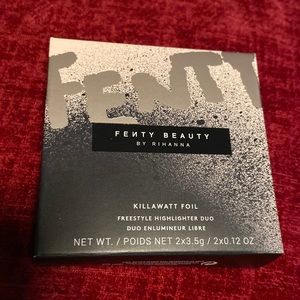 FENTY
FEИTY BEAUTY
BY RIHANNA
KILLAWATT FOIL
FREESTYLE HIGHLIGHTER DUO
DUO ENLUMINEUR LIBRE
NET WT. / POIDS NET 2x3.5g / 2x0.12 OZ